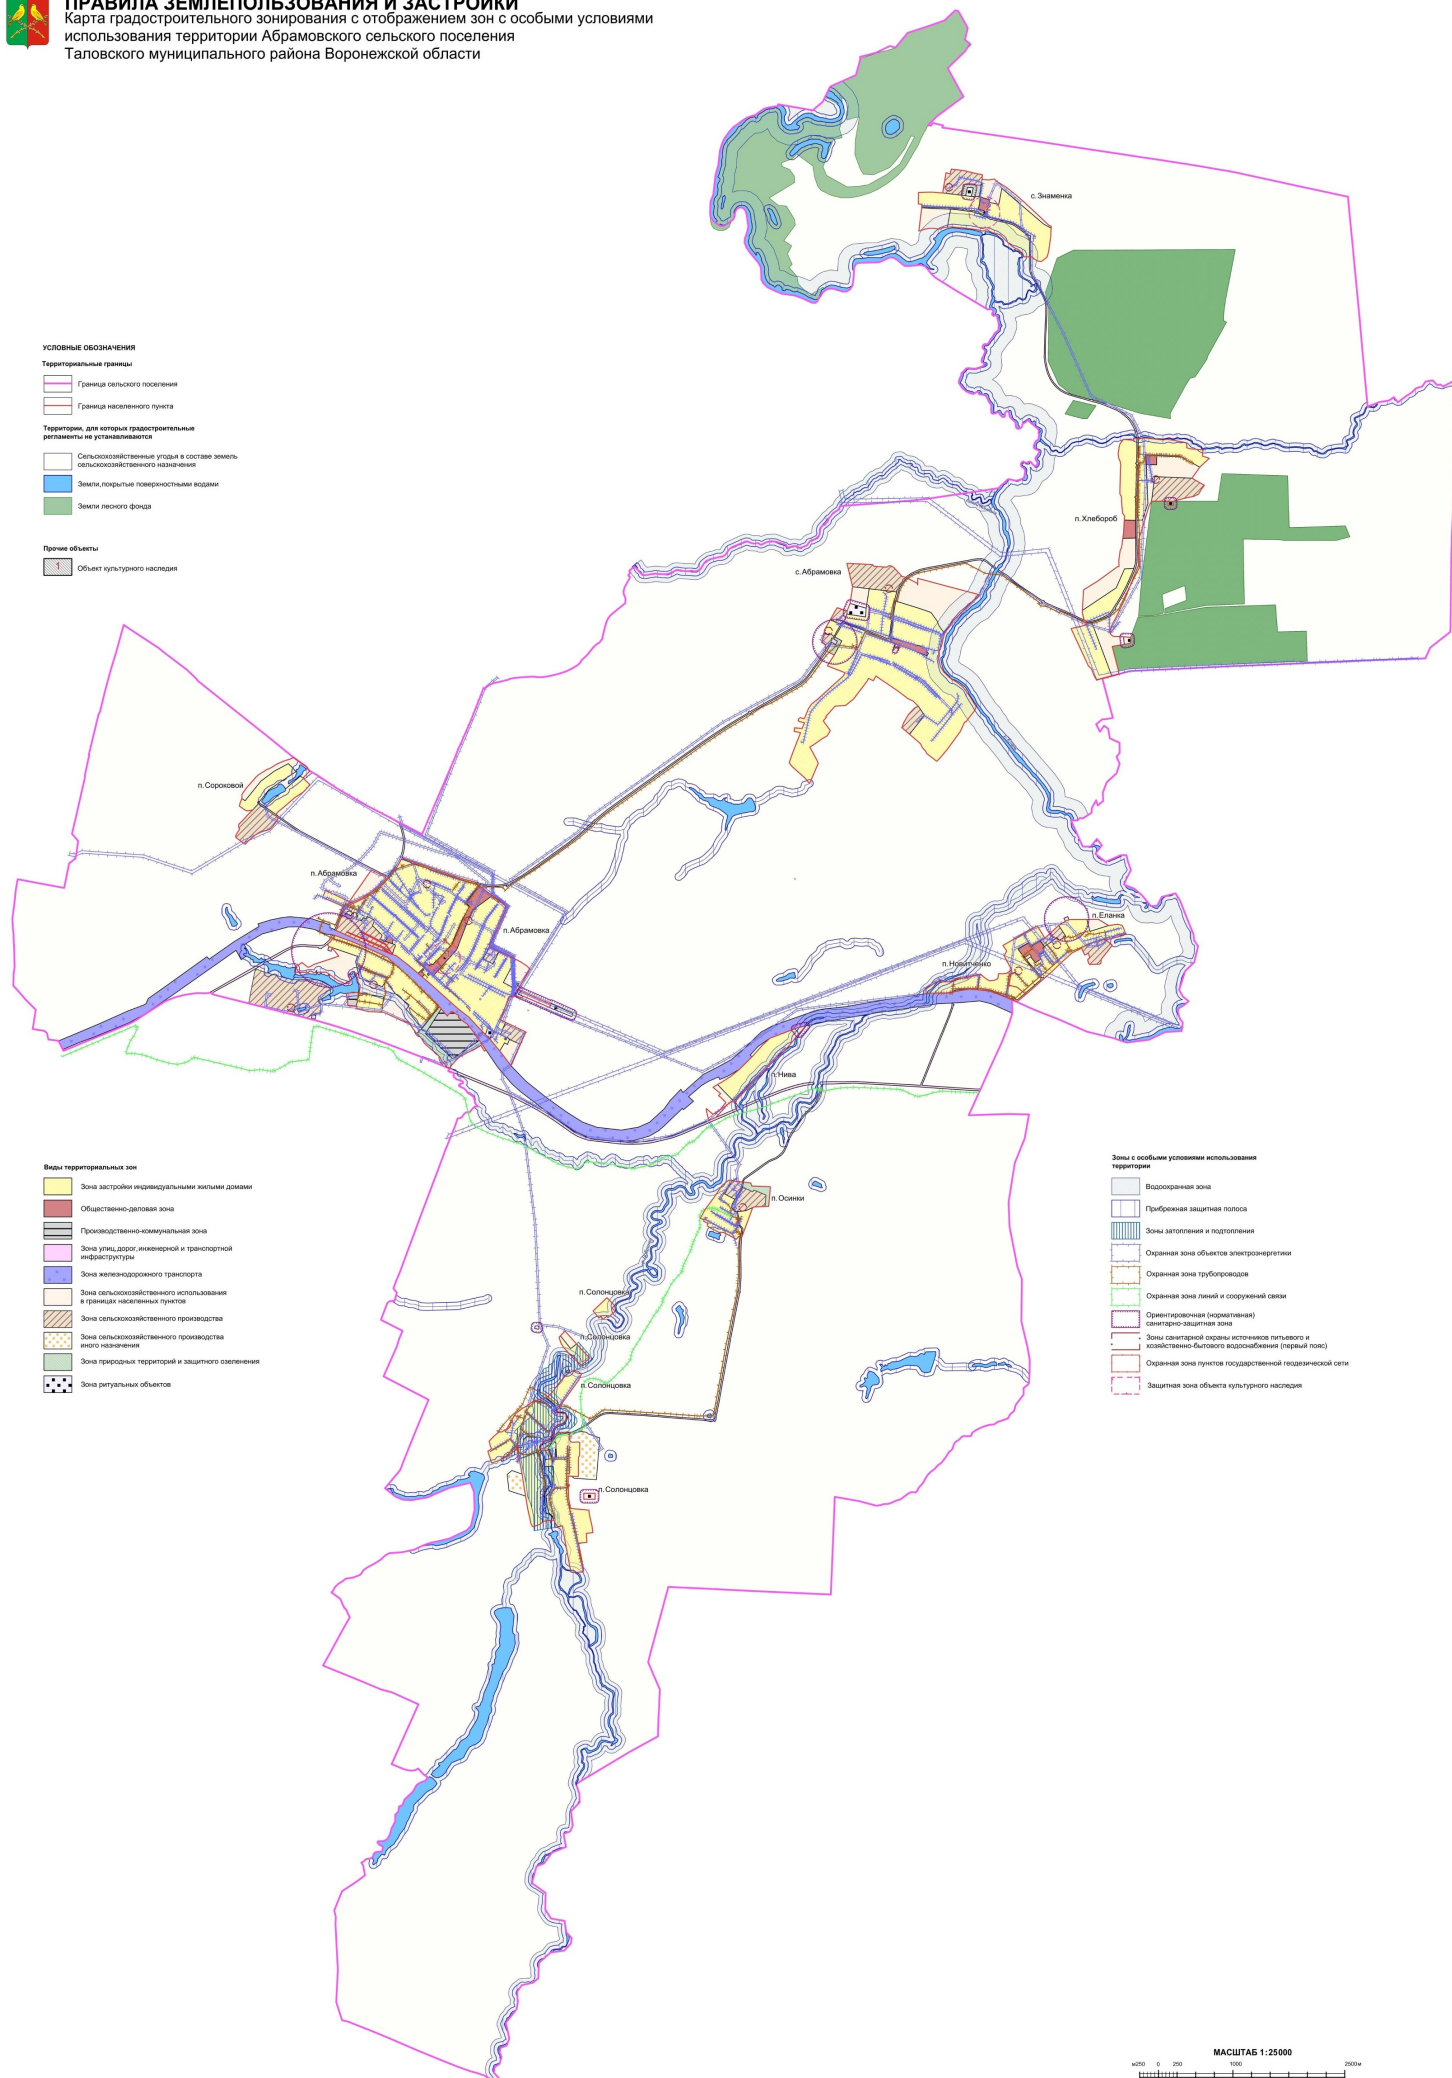 ПРАВИЛА ЗЕМЛЕПОЛЬЗОВАНИЯ И ЗАСТРОЙКИ
Карта градостроительного зонирования с отображением зон с особыми условиями
использования территории Абрамовского сельского поселения
Таловского муниципального района Воронежской области
с.Знаменка
УСЛОВНЫЕ ОБОЗНАЧЕНИЯ
Территориальные границы
Граница сельского поселения
Граница населенного пункта
Территории, для которых градостроительные
регламенты не устанавливаются
Сельскохозяйственные угодья в составе земель
сельскохозяйственного назначения
Земли,покрытые поверхностными водами
Земли лесного фонда
Прочие объекты
1
Объект культурного наследия
п.Хлебороб
с.Абрамовка
п.Сороковой
п.Абрамовка
п.Абрамовка
п.Еланка
п.Новитченко
п.Нива
п.Осинки
п.Солонцовка
п.Солонцовка
п.Солонцовка
п.Солонцовка
Виды территориальных зон
Зона застройки индивидуальными жилыми домами
Общественно-деловая зона
Производственно-коммунальная зона
Зона улиц,дорог,инженерной и транспортной
инфраструктуры
Зона железнодорожного транспорта
Зона сельскохозяйственного использования
в границах населенных пунктов
Зона сельскохозяйственного производства
Зона сельскохозяйственного производства
иного назначения
Зона природных территорий и защитного озеленения
Зона ритуальных объектов
Зоны с особыми условиями использования
территории
Водоохранная зона
Прибрежная защитная полоса
Зоны затопления и подтопления
Охранная зона объектов электроэнергетики
Охранная зона трубопроводов
Охранная зона линий и сооружений связи
Ориентировочная (нормативная)
санитарно-защитная зона
Зоны санитарной охраны источников питьевого и
хозяйственно-бытового водоснабжения (первый пояс)
Охранная зона пунктов государственной геодезической сети
Защитная зона объекта культурного наследия
МАСШТАБ 1:25000
м250 0 250 1000 2500м